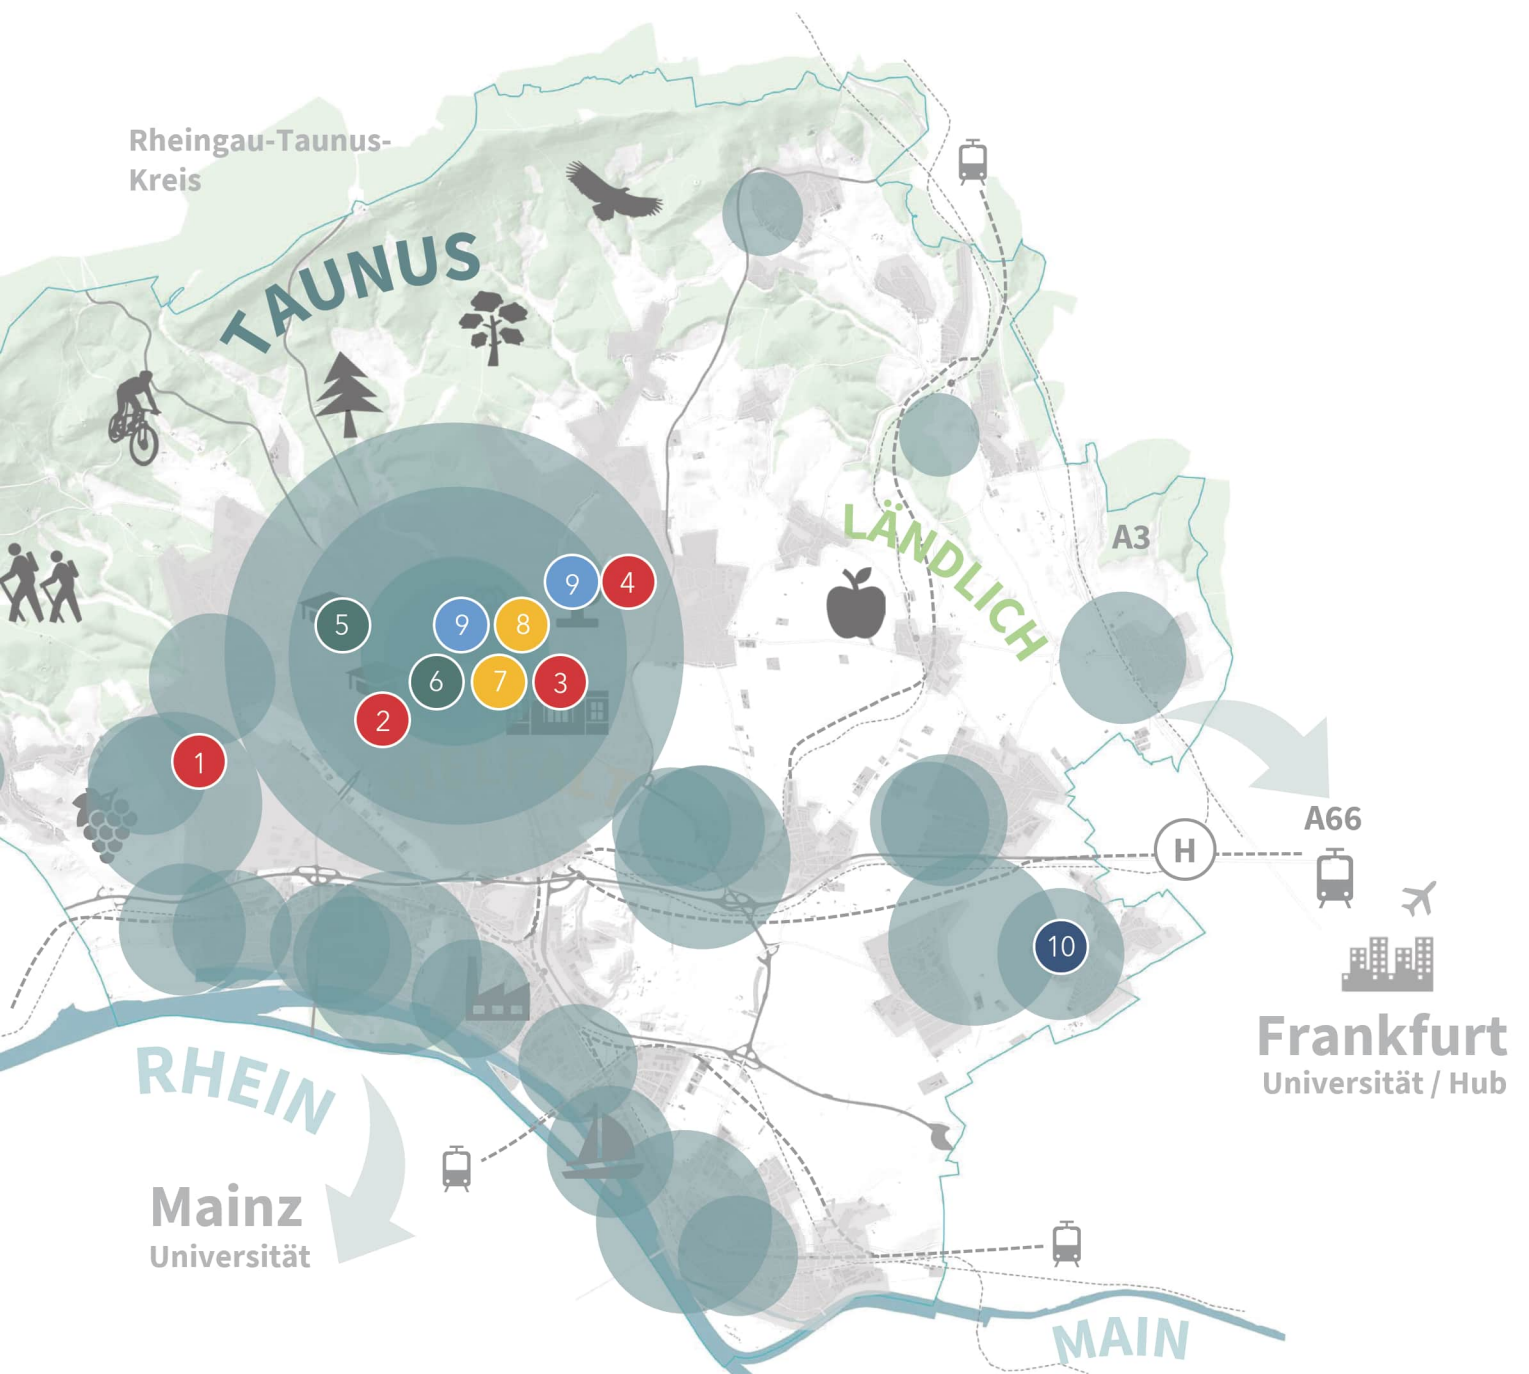 Rheingau-Taunus-
Kreis
TAUNUS
LÄNDLICH
A3
9
4
5
9
8
6
7
3
2
1
A66
H
10
Frankfurt
Universität / Hub
RHEIN
Mainz
Universität
MAIN